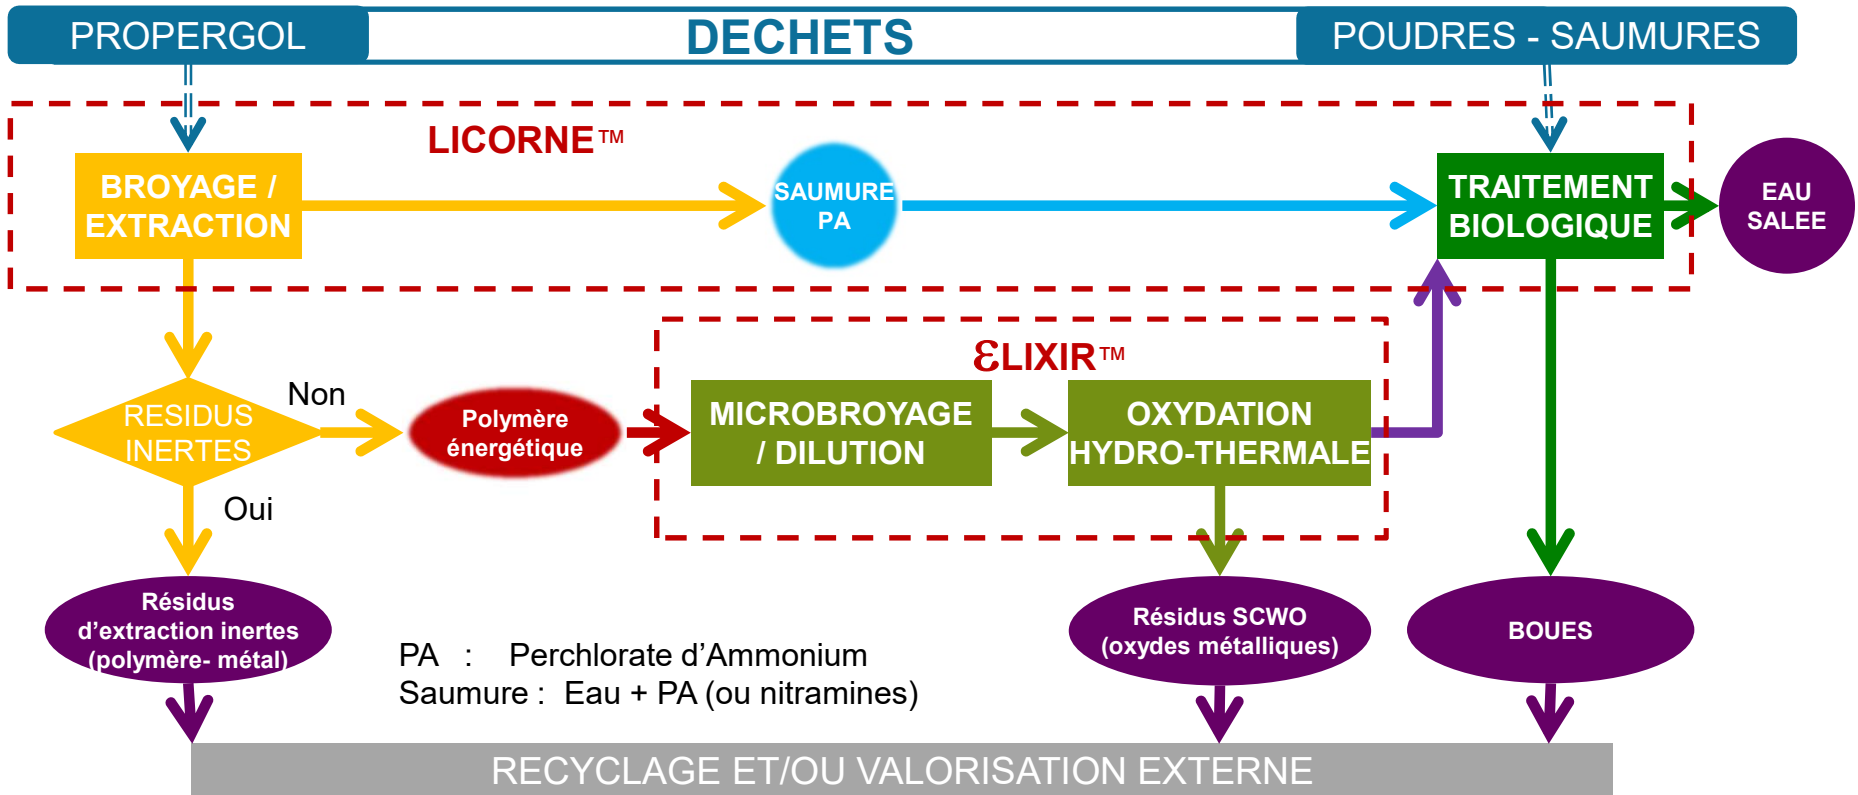 PROPERGOL
DECHETS
POUDRES - SAUMURES
LICORNE™
BROYAGE /
EXTRACTION
SAUMURE
PA
TRAITEMENT
BIOLOGIQUE
EAU
SALEE
ƐLIXIR™
RESIDUS
INERTES
Non
Oui
Polymère
énergétique
MICROBROYAGE
/ DILUTION
OXYDATION
HYDRO-THERMALE
Résidus
d’extraction inertes
(polymère- métal)
PA : Perchlorate d’Ammonium
Saumure : Eau + PA (ou nitramines)
Résidus SCWO
(oxydes métalliques)
BOUES
RECYCLAGE ET/OU VALORISATION EXTERNE